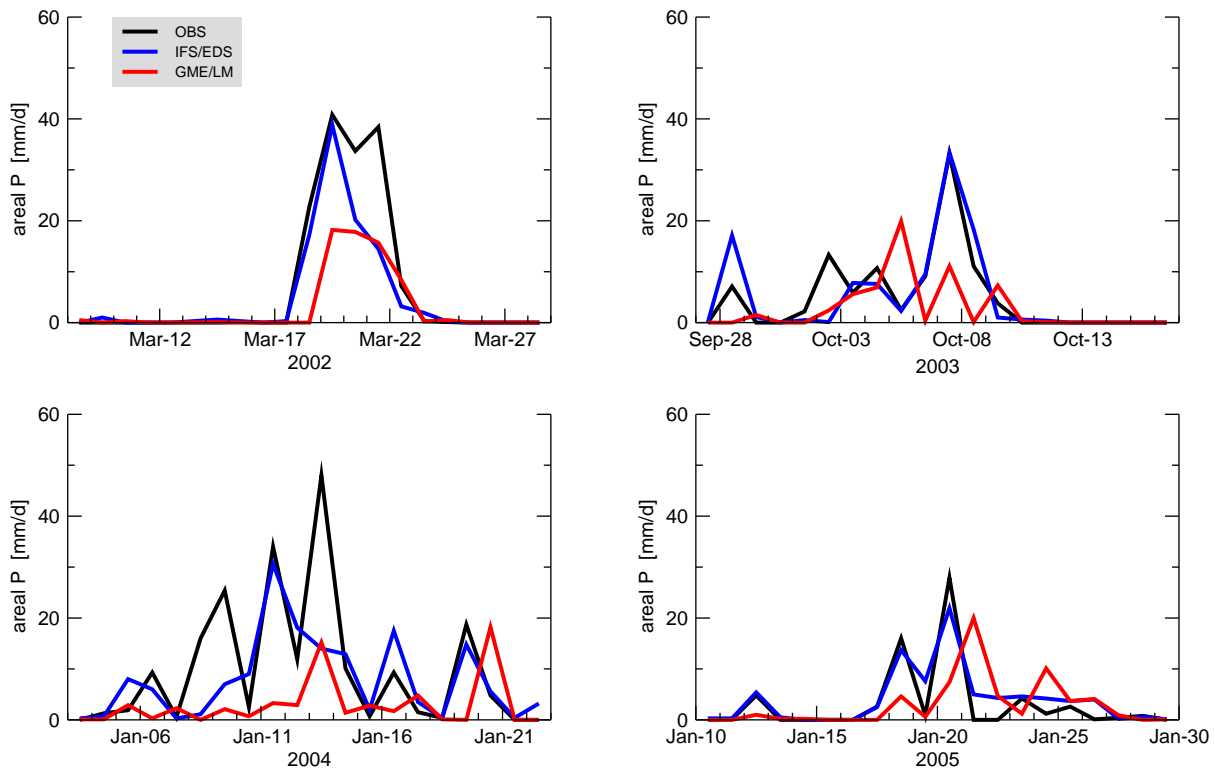 60
40
20
0
areal P [mm/d]
OBS
IFS/EDS
GME/LM
Mar-12 Mar-17 Mar-22 Mar-27
2002
60
40
20
0
areal P [mm/d]
Sep-28 Oct-03 Oct-08 Oct-13
2003
60
40
20
0
areal P [mm/d]
Jan-06 Jan-11 Jan-16 Jan-21
2004
60
40
20
0
areal P [mm/d]
Jan-10 Jan-15 Jan-20 Jan-25 Jan-30
2005